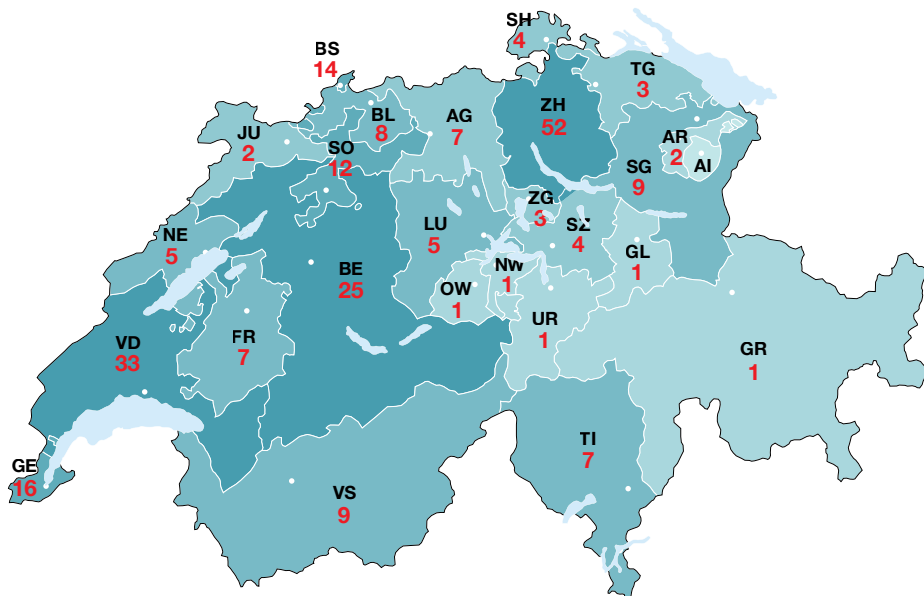 SH
4
BS
14
TG
3
ZH
52
BL
8
AG
7
JU
2
SO
12
AR
2
AI
SG
9
ZG
3
LU
5
SZ
4
NE
5
GL
1
NW
1
BE
25
OW
1
UR
1
FR
7
VD
33
GR
1
TI
7
GE
16
VS
9